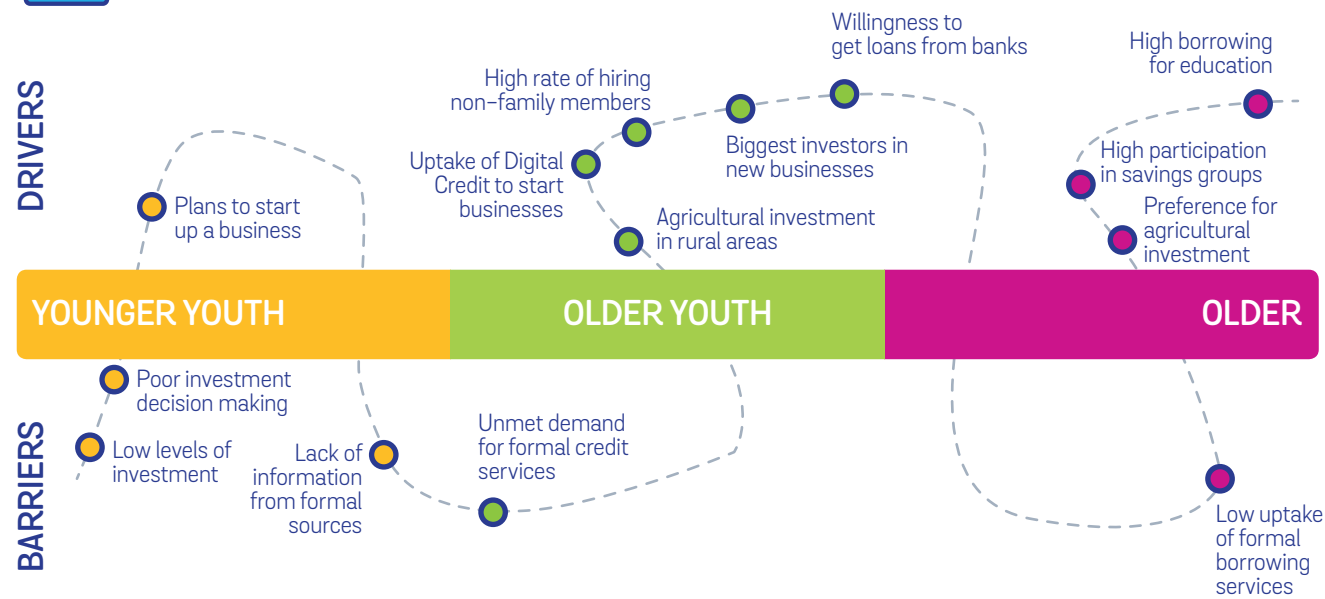 DRIVERS
Plans to start
up a business
High rate of hiring
non-family members
Uptake of Digital
Credit to start
businesses
Agricultural investment
in rural areas
Biggest investors in
new businesses
Willingness to
get loans from banks
High borrowing
for education
High participation
in savings groups
Preference for
agricultural
investment
YOUNGER YOUTH
OLDER YOUTH
OLDER
BARRIERS
Poor investment
decision making
Low levels of
investment
Lack of
information
from formal
sources
Unmet demand
for formal credit
services
Low uptake
of formal
borrowing
services